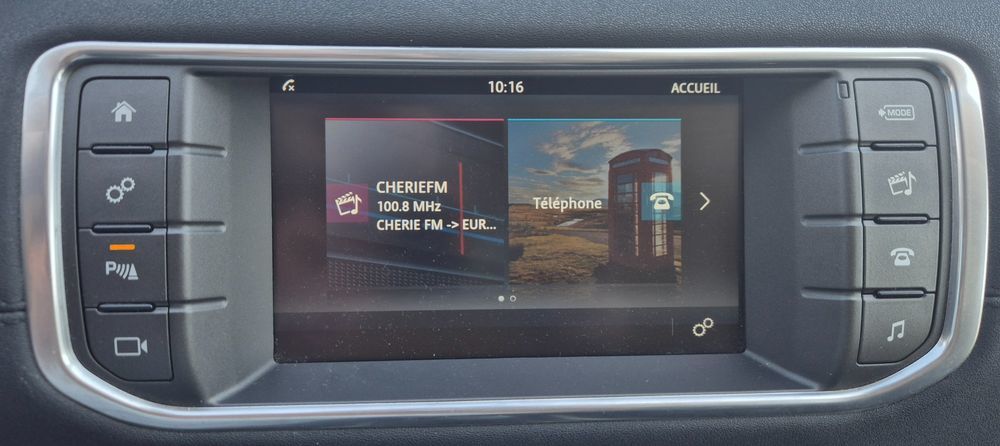 10:16
ACCUEIL
MODE
CHERIEFM
100.8 MHz
CHERIE FM -> EUR...
Téléphone
P